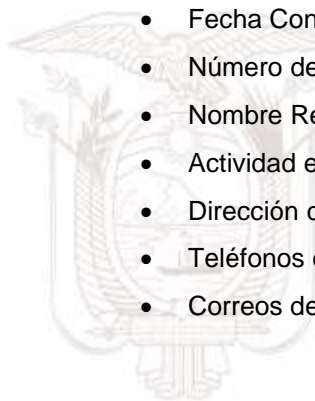 • Fecha Con
• Número de
• Nombre Re
• Actividad e
• Dirección
• Teléfonos
• Correos de